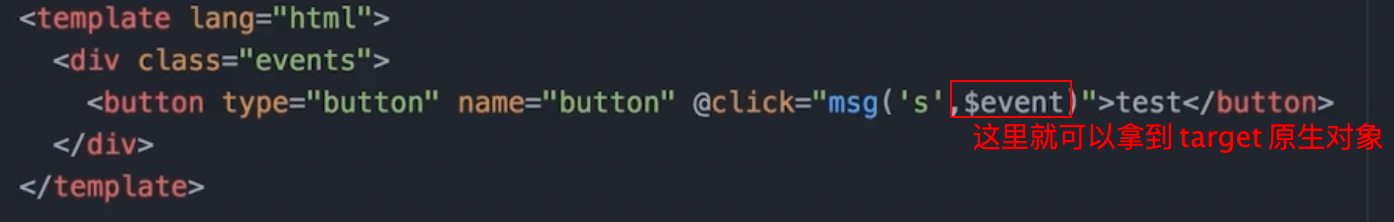 <template lang="html">
<div class="events">
<button type="button" name="button" @click="msg('s',$event)">test</button>
这里就可以拿到 target 原生对象
</div>
</template>